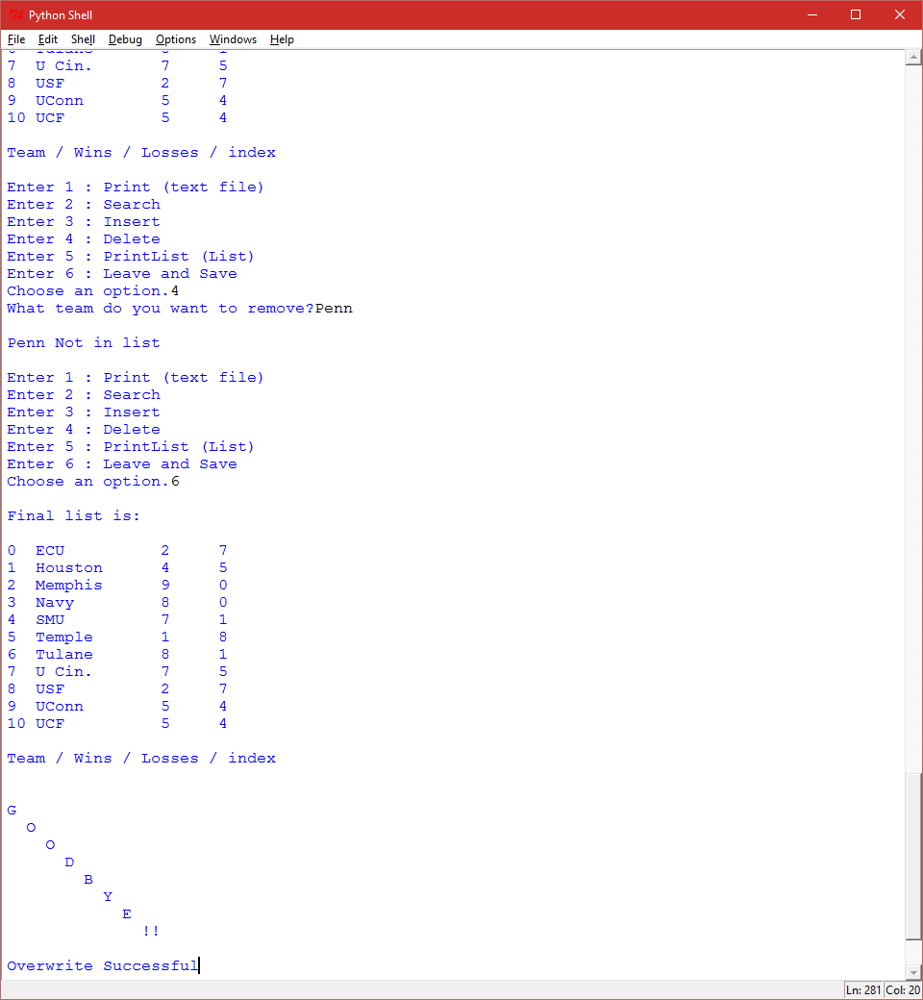 Python Shell
File Edit Shell Debug Options Windows Help
7 U Cin. 7 5
8 USF 2 7
9 UConn 5 4
10 UCF 5 4
Team / Wins / Losses / index
Enter 1 : Print (text file)
Enter 2 : Search
Enter 3 : Insert
Enter 4 : Delete
Enter 5 : PrintList (List)
Enter 6 : Leave and Save
Choose an option.4
What team do you want to remove?Penn
Penn Not in list
Enter 1 : Print (text file)
Enter 2 : Search
Enter 3 : Insert
Enter 4 : Delete
Enter 5 : PrintList (List)
Enter 6 : Leave and Save
Choose an option.6
Final list is:
0 ECU 2 7
1 Houston 4 5
2 Memphis 9 0
3 Navy 8 0
4 SMU 7 1
5 Temple 1 8
6 Tulane 8 1
7 U Cin. 7 5
8 USF 2 7
9 UConn 5 4
10 UCF 5 4
Team / Wins / Losses / index
G
O
O
D
B
Y
E
!!
Overwrite Successful
Ln: 281 Col: 20